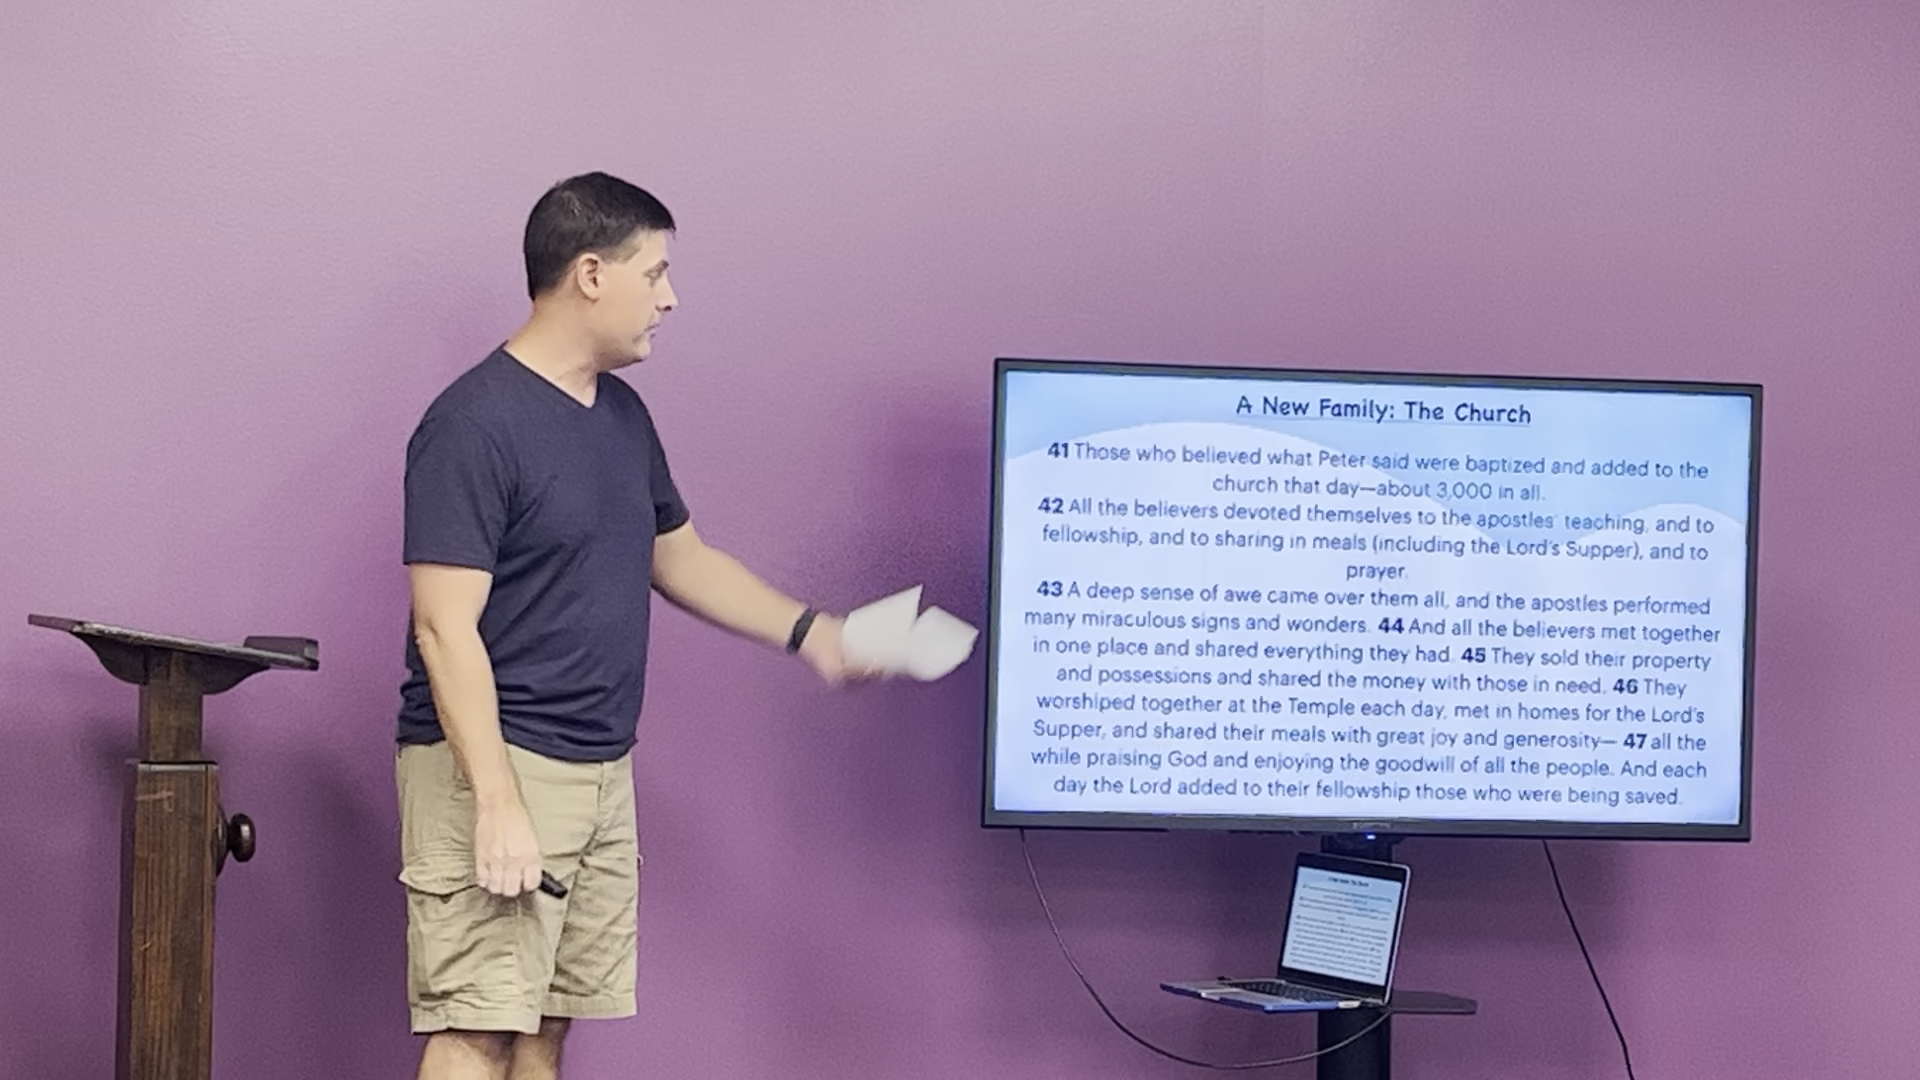 A New Family: The Church
41 Those who believed what Peter said were baptized and added to the
church that day—about 3,000 in all.
42 All the believers devoted themselves to the apostles' teaching, and to
fellowship, and to sharing in meals (including the Lord's Supper), and to
prayer.
43 A deep sense of awe came over them all, and the apostles performed
many miraculous signs and wonders. 44 And all the believers met together
in one place and shared everything they had. 45 They sold their property
and possessions and shared the money with those in need. 46 They
worshiped together at the Temple each day, met in homes for the Lord's
Supper, and shared their meals with great joy and generosity— 47 all the
while praising God and enjoying the goodwill of all the people. And each
day the Lord added to their fellowship those who were being saved.